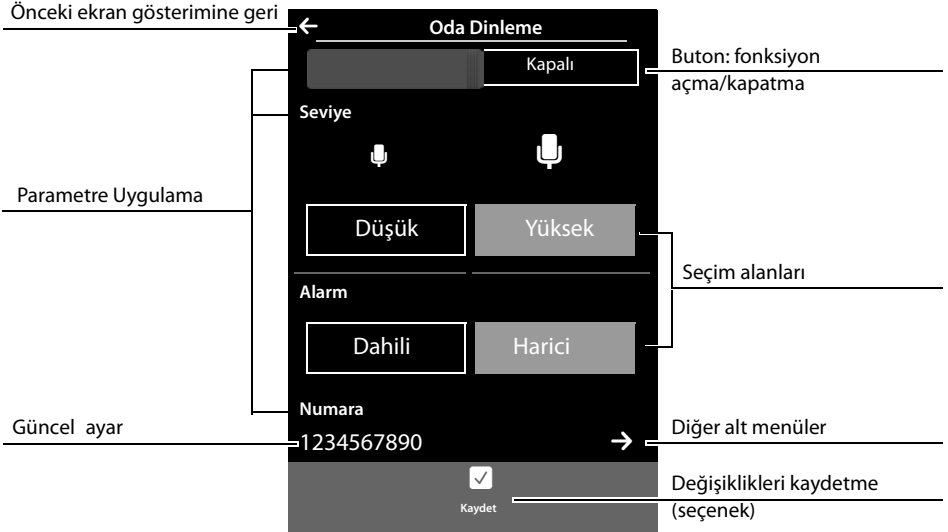 Önceki ekran gösterimine geri
Oda Dinleme
Kapalı
Buton: fonksiyon
açma/kapatma
Seviye
Parametre Uygulama
Düşük
Yüksek
Seçim alanları
Alarm
Dahili
Harici
Numara
Güncel ayar
1234567890
Diğer alt menüler
Kaydet
Değişiklikleri kaydetme
(seçenek)